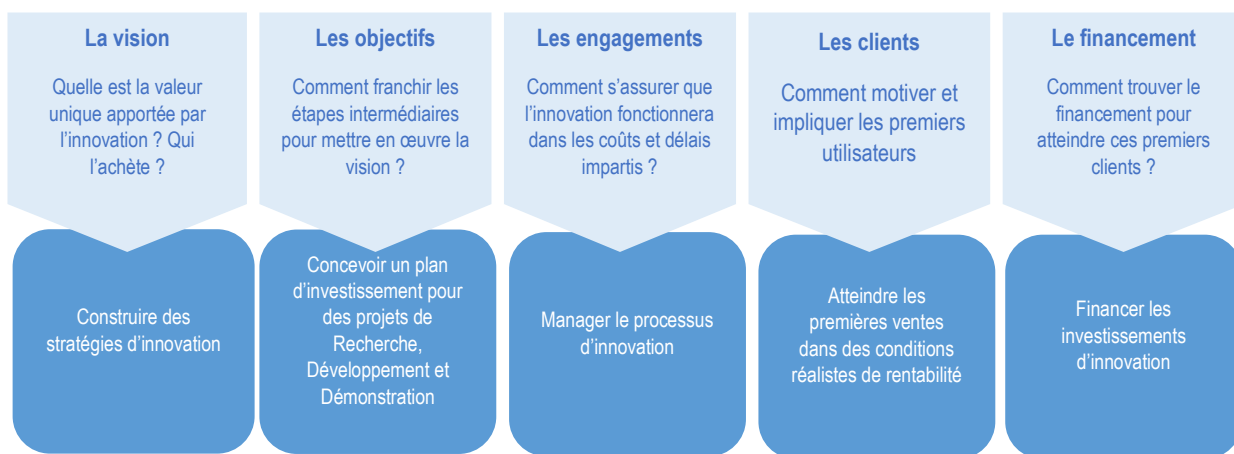 La vision
Quelle est la valeur
unique apportée par
l’innovation ? Qui
l’achète ?
Construire des
stratégies d’innovation
Les objectifs
Comment franchir les
étapes intermédiaires
pour mettre en œuvre la
vision ?
Concevoir un plan
d’investissement pour
des projets de
Recherche,
Développement et
Démonstration
Les engagements
Comment s’assurer que
l’innovation fonctionnera
dans les coûts et délais
impartis ?
Manager le processus
d’innovation
Les clients
Comment motiver et
impliquer les premiers
utilisateurs
Atteindre les
premières ventes
dans des conditions
réalistes de rentabilité
Le financement
Comment trouver le
financement pour
atteindre ces premiers
clients ?
Financer les
investissements
d’innovation